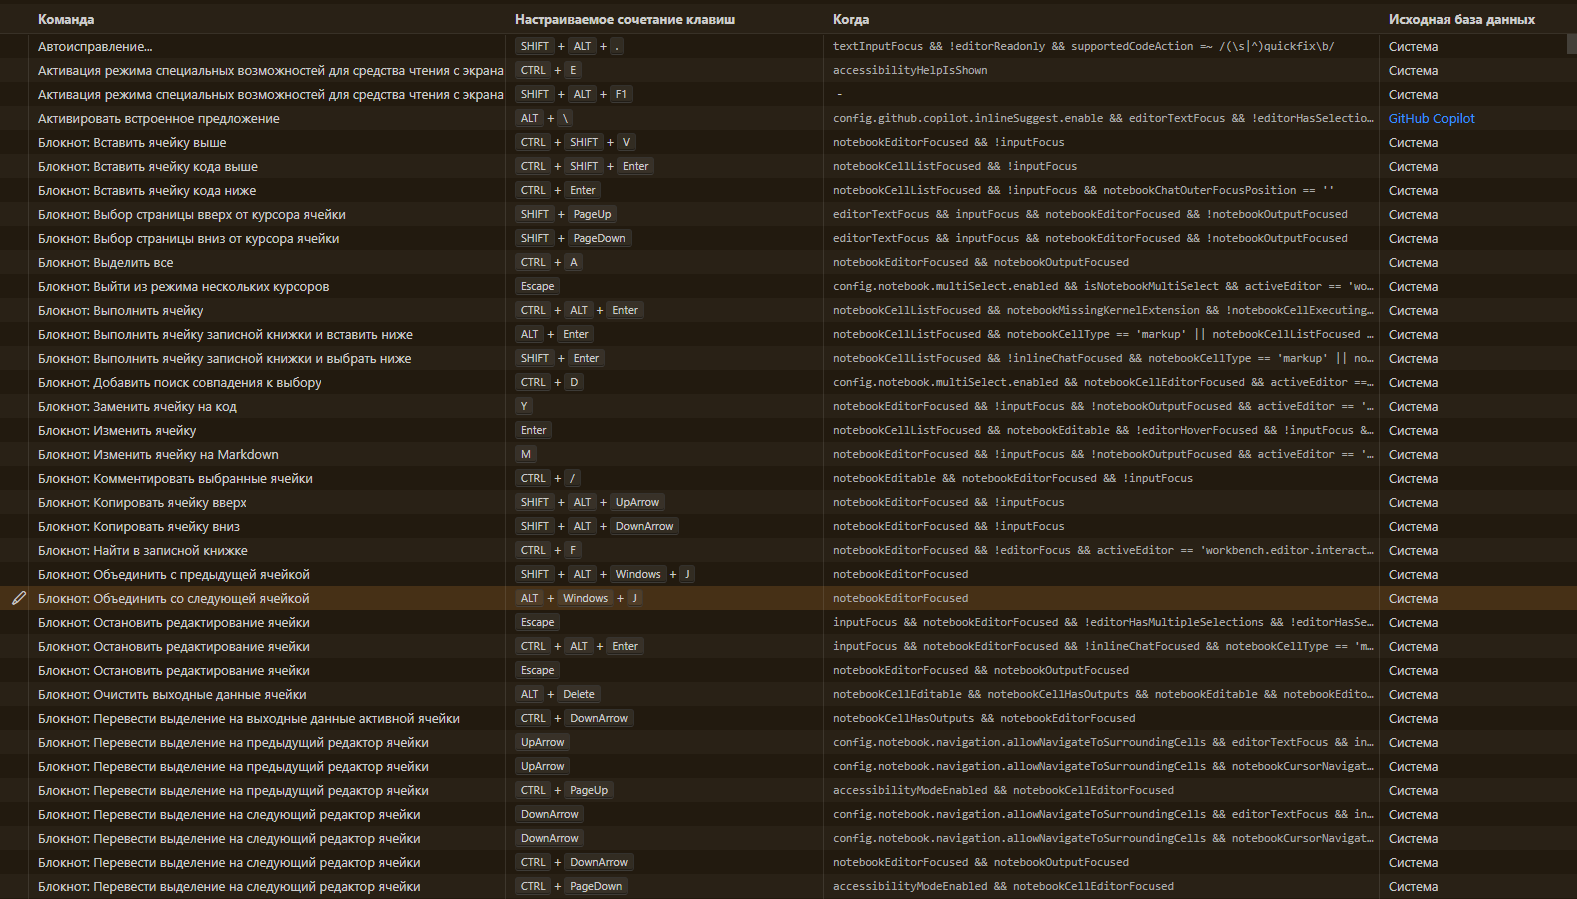 Команда Настраиваемое сочетание клавиш Когда Исходная база данных
Автоисправление... SHIFT + ALT + . textInputFocus && !editorReadonly && supportedCodeAction =~ /(\s|^)quickfix\b/ Система
Активация режима специальных возможностей для средства чтения с экрана CTRL + E accessibilityHelpIsShown Система
Активация режима специальных возможностей для средства чтения с экрана SHIFT + ALT + F1 - Система
Активировать встроенное предложение ALT + \ config.github.copilot.inlineSuggest.enable && editorTextFocus && !editorHasSelectio… GitHub Copilot
Блокнот: Вставить ячейку выше CTRL + SHIFT + V notebookEditorFocused && !inputFocus Система
Блокнот: Вставить ячейку кода выше CTRL + SHIFT + Enter notebookCellListFocused && !inputFocus Система
Блокнот: Вставить ячейку кода ниже CTRL + Enter notebookCellListFocused && !inputFocus && notebookChatOuterFocusPosition == '' Система
Блокнот: Выбор страницы вверх от курсора ячейки SHIFT + PageUp editorTextFocus && inputFocus && notebookEditorFocused && !notebookOutputFocused Система
Блокнот: Выбор страницы вниз от курсора ячейки SHIFT + PageDown editorTextFocus && inputFocus && notebookEditorFocused && !notebookOutputFocused Система
Блокнот: Выделить все CTRL + A notebookEditorFocused && notebookOutputFocused Система
Блокнот: Выйти из режима нескольких курсоров Escape config.notebook.multiSelect.enabled && isNotebookMultiSelect && activeEditor == 'wo… Система
Блокнот: Выполнить ячейку CTRL + ALT + Enter notebookCellListFocused && notebookMissingKernelExtension && !notebookCellExecuting… Система
Блокнот: Выполнить ячейку записной книжки и вставить ниже ALT + Enter notebookCellListFocused && notebookCellType == 'markup' || notebookCellListFocused … Система
Блокнот: Выполнить ячейку записной книжки и выбрать ниже SHIFT + Enter notebookCellListFocused && !inlineChatFocused && notebookCellType == 'markup' || no… Система
Блокнот: Добавить поиск совпадения к выбору CTRL + D config.notebook.multiSelect.enabled && notebookCellEditorFocused && activeEditor ==… Система
Блокнот: Заменить ячейку на код Y notebookEditorFocused && !inputFocus && !notebookOutputFocused && activeEditor == '… Система
Блокнот: Изменить ячейку Enter notebookCellListFocused && notebookEditable && !editorHoverFocused && !inputFocus &… Система
Блокнот: Изменить ячейку на Markdown M notebookEditorFocused && !inputFocus && !notebookOutputFocused && activeEditor == '… Система
Блокнот: Комментировать выбранные ячейки CTRL + / notebookEditable && notebookEditorFocused && !inputFocus Система
Блокнот: Копировать ячейку вверх SHIFT + ALT + UpArrow notebookEditorFocused && !inputFocus Система
Блокнот: Копировать ячейку вниз SHIFT + ALT + DownArrow notebookEditorFocused && !inputFocus Система
Блокнот: Найти в записной книжке CTRL + F notebookEditorFocused && !editorFocus && activeEditor == 'workbench.editor.interact… Система
Блокнот: Объединить с предыдущей ячейкой SHIFT + ALT + Windows + J notebookEditorFocused Система
Блокнот: Объединить со следующей ячейкой ALT + Windows + J notebookEditorFocused Система
Блокнот: Остановить редактирование ячейки Escape inputFocus && notebookEditorFocused && !editorHasMultipleSelections && !editorHasSe… Система
Блокнот: Остановить редактирование ячейки CTRL + ALT + Enter inputFocus && notebookEditorFocused && !inlineChatFocused && notebookCellType == 'm… Система
Блокнот: Остановить редактирование ячейки Escape notebookEditorFocused && notebookOutputFocused Система
Блокнот: Очистить выходные данные ячейки ALT + Delete notebookCellEditable && notebookCellHasOutputs && notebookEditable && notebookEdito… Система
Блокнот: Перевести выделение на выходные данные активной ячейки CTRL + DownArrow notebookCellHasOutputs && notebookEditorFocused Система
Блокнот: Перевести выделение на предыдущий редактор ячейки UpArrow config.notebook.navigation.allowNavigateToSurroundingCells && editorTextFocus && in… Система
Блокнот: Перевести выделение на предыдущий редактор ячейки UpArrow config.notebook.navigation.allowNavigateToSurroundingCells && notebookCursorNavigat… Система
Блокнот: Перевести выделение на предыдущий редактор ячейки CTRL + PageUp accessibilityModeEnabled && notebookCellEditorFocused Система
Блокнот: Перевести выделение на следующий редактор ячейки DownArrow config.notebook.navigation.allowNavigateToSurroundingCells && editorTextFocus && in… Система
Блокнот: Перевести выделение на следующий редактор ячейки DownArrow config.notebook.navigation.allowNavigateToSurroundingCells && notebookCursorNavigat… Система
Блокнот: Перевести выделение на следующий редактор ячейки CTRL + DownArrow notebookEditorFocused && notebookOutputFocused Система
Блокнот: Перевести выделение на следующий редактор ячейки CTRL + PageDown accessibilityModeEnabled && notebookCellEditorFocused Система